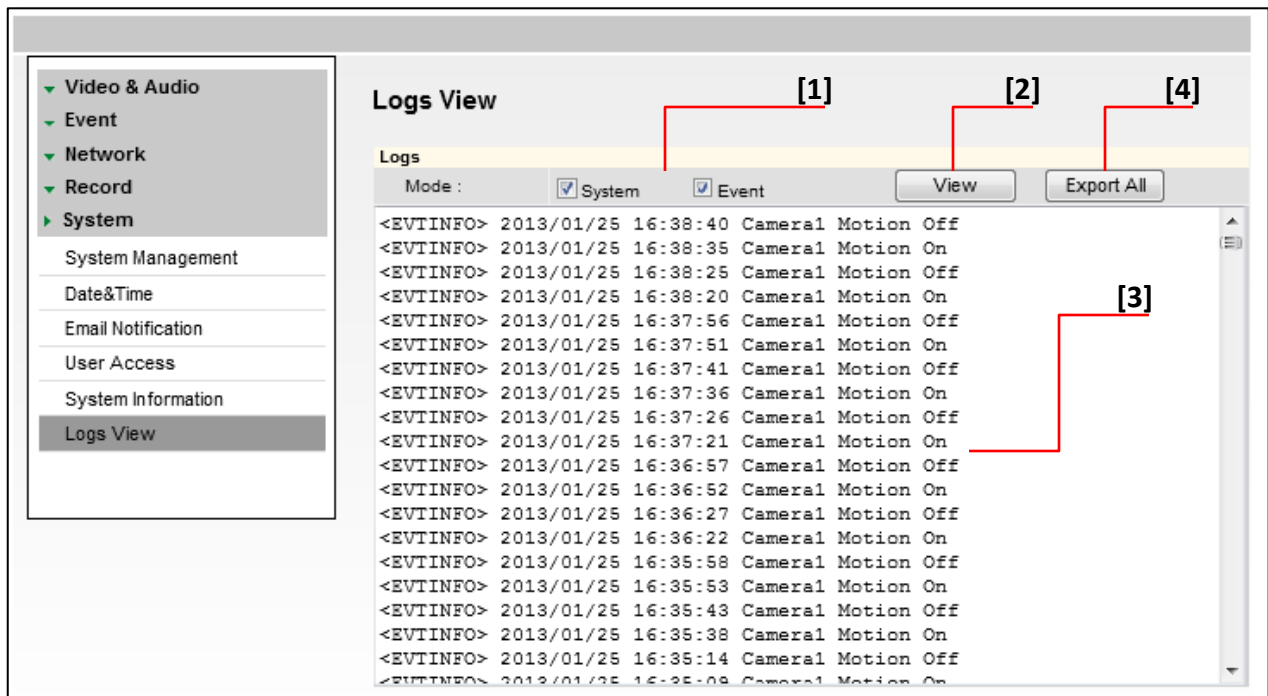 Video & Audio
Event
Network
Record
System
System Management
Date&Time
Email Notification
User Access
System Information
Logs View
Logs View
[1]
[2]
[4]
Logs
Mode : System Event View Export All
<EVTINFO> 2013/01/25 16:38:40 Camera1 Motion Off
<EVTINFO> 2013/01/25 16:38:35 Camera1 Motion On
<EVTINFO> 2013/01/25 16:38:25 Camera1 Motion Off
<EVTINFO> 2013/01/25 16:38:20 Camera1 Motion On
[3]
<EVTINFO> 2013/01/25 16:37:56 Camera1 Motion Off
<EVTINFO> 2013/01/25 16:37:51 Camera1 Motion On
<EVTINFO> 2013/01/25 16:37:41 Camera1 Motion Off
<EVTINFO> 2013/01/25 16:37:36 Camera1 Motion On
<EVTINFO> 2013/01/25 16:37:26 Camera1 Motion Off
<EVTINFO> 2013/01/25 16:37:21 Camera1 Motion On
<EVTINFO> 2013/01/25 16:36:57 Camera1 Motion Off
<EVTINFO> 2013/01/25 16:36:52 Camera1 Motion On
<EVTINFO> 2013/01/25 16:36:27 Camera1 Motion Off
<EVTINFO> 2013/01/25 16:36:22 Camera1 Motion On
<EVTINFO> 2013/01/25 16:35:58 Camera1 Motion Off
<EVTINFO> 2013/01/25 16:35:53 Camera1 Motion On
<EVTINFO> 2013/01/25 16:35:43 Camera1 Motion Off
<EVTINFO> 2013/01/25 16:35:38 Camera1 Motion On
<EVTINFO> 2013/01/25 16:35:14 Camera1 Motion Off
<EVTINFO> 2013/01/25 16:35:09 Camera1 Motion On